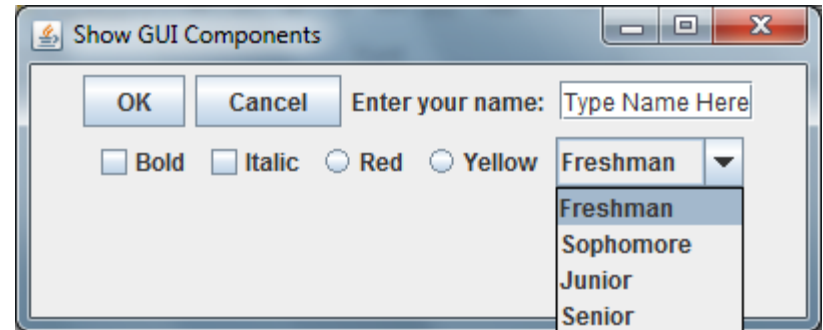 Show GUI Components
OK Cancel Enter your name: Type Name Here
Bold Italic Red Yellow Freshman
Freshman
Sophomore
Junior
Senior